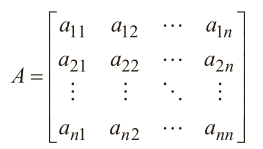 a₁₁ a₁₂ ⋯ a₁ₙ
a₂₁ a₂₂ ⋯ a₂ₙ
A = ⋮ ⋮ ⋱ ⋮
aₙ₁ aₙ₂ ⋯ aₙₙ